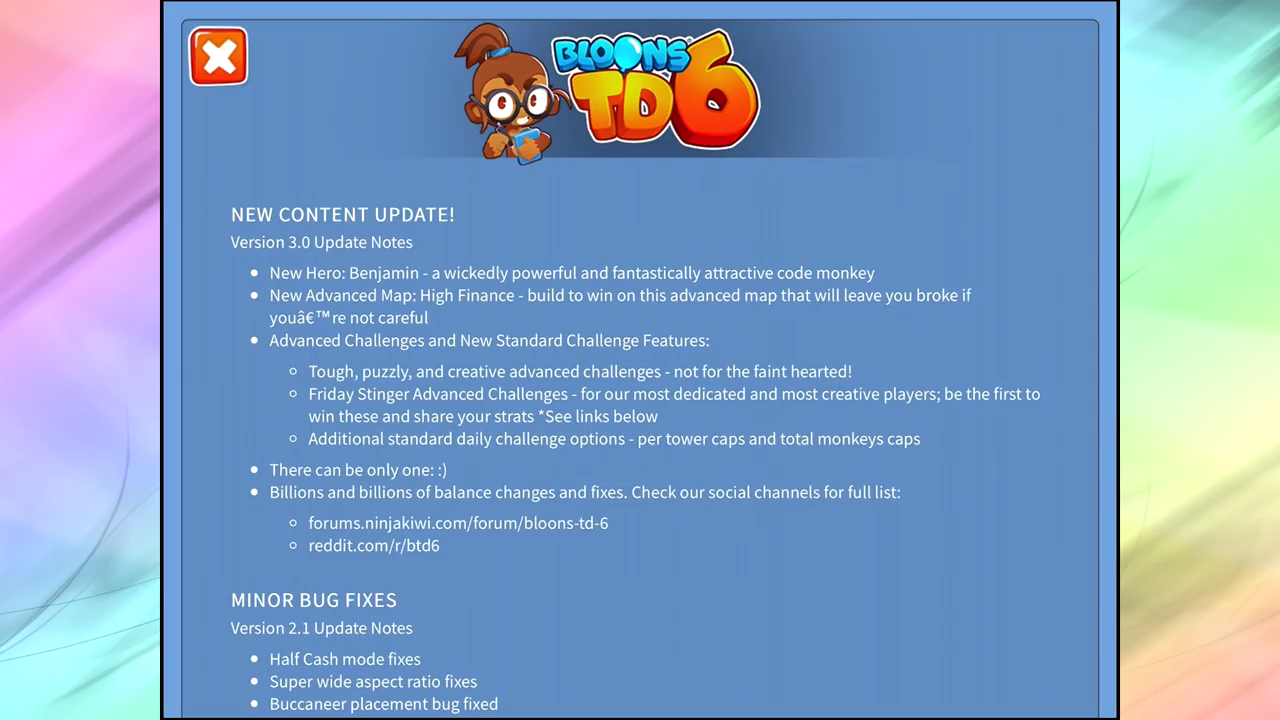 BLOONS
TD6
NEW CONTENT UPDATE!
Version 3.0 Update Notes
New Hero: Benjamin - a wickedly powerful and fantastically attractive code monkey
New Advanced Map: High Finance - build to win on this advanced map that will leave you broke if
youâ€™re not careful
Advanced Challenges and New Standard Challenge Features:
Tough, puzzly, and creative advanced challenges - not for the faint hearted!
Friday Stinger Advanced Challenges - for our most dedicated and most creative players; be the first to
win these and share your strats *See links below
Additional standard daily challenge options - per tower caps and total monkeys caps
There can be only one: :)
Billions and billions of balance changes and fixes. Check our social channels for full list:
forums.ninjakiwi.com/forum/bloons-td-6
reddit.com/r/btd6
MINOR BUG FIXES
Version 2.1 Update Notes
Half Cash mode fixes
Super wide aspect ratio fixes
Buccaneer placement bug fixed